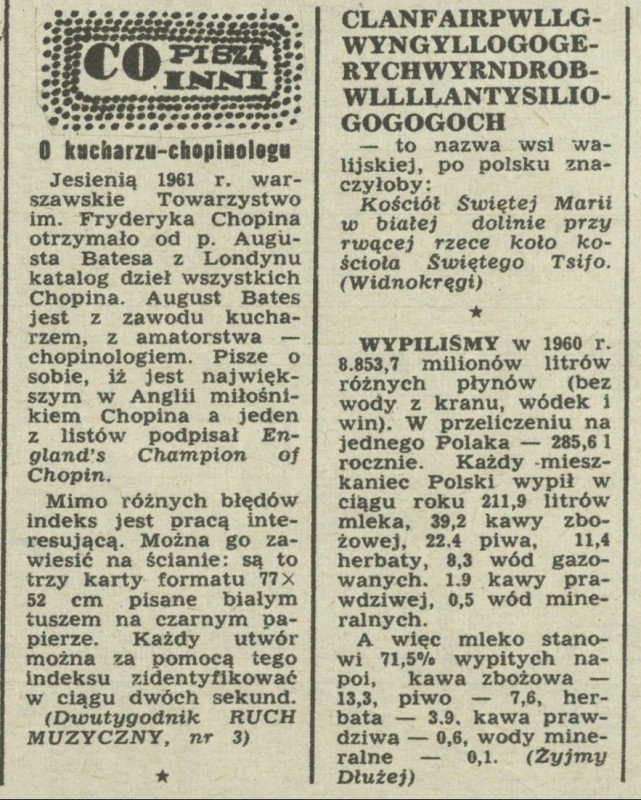 CO PISZĄ
INNI
O kucharzu-chopinologu
Jesienią 1961 r. war-
szawskie Towarzystwo
im. Fryderyka Chopina
otrzymało od p. Augu-
sta Batesa z Londynu
katalog dzieł wszystkich
Chopina. August Bates
jest z zawodu kucha-
rzem, z amatorstwa —
chopinologiem. Pisze o
sobie, iż jest najwięk-
szym w Anglii miłośni-
kiem Chopina a jeden
z listów podpisał En-
gland's Champion of
Chopin.
Mimo różnych błędów
indeks jest pracą inte-
resującą. Można go za-
wiesić na ścianie: są to
trzy karty formatu 77×
52 cm pisane białym
tuszem na czarnym pa-
pierze. Każdy utwór
można za pomocą tego
indeksu zidentyfikować
w ciągu dwóch sekund.
(Dwutygodnik RUCH
MUZYCZNY, nr 3)
★
CLANFAIRPWLLG-
WYNGYLLOGOGE-
RYCHWYRNDROB-
WLLLLANTYSILIO-
GOGOGOCH
— to nazwa wsi wa-
lijskiej, po polsku zna-
czyłoby:
Kościół Świętej Marii
w białej dolinie przy
rwącej rzece koło ko-
ścioła Świętego Tsifo.
(Widnokręgi)
★
WYPILIŚMY w 1960 r.
8.853,7 milionów litrów
różnych płynów (bez
wody z kranu, wódek i
win). W przeliczeniu na
jednego Polaka — 285,6 l
rocznie. Każdy miesz-
kaniec Polski wypił w
ciągu roku 211,9 litrów
mleka, 39,2 kawy zbo-
żowej, 22.4 piwa, 11,4
herbaty, 8,3 wód gazo-
wanych. 1.9 kawy pra-
wdziwej, 0,5 wód mine-
ralnych.
A więc mleko stano-
wi 71,5% wypitych na-
poi, kawa zbożowa —
13,3, piwo — 7,6, her-
bata — 3.9, kawa praw-
dziwa — 0,6, wody mine-
ralne — 0,1. (Żyjmy
Dłużej)